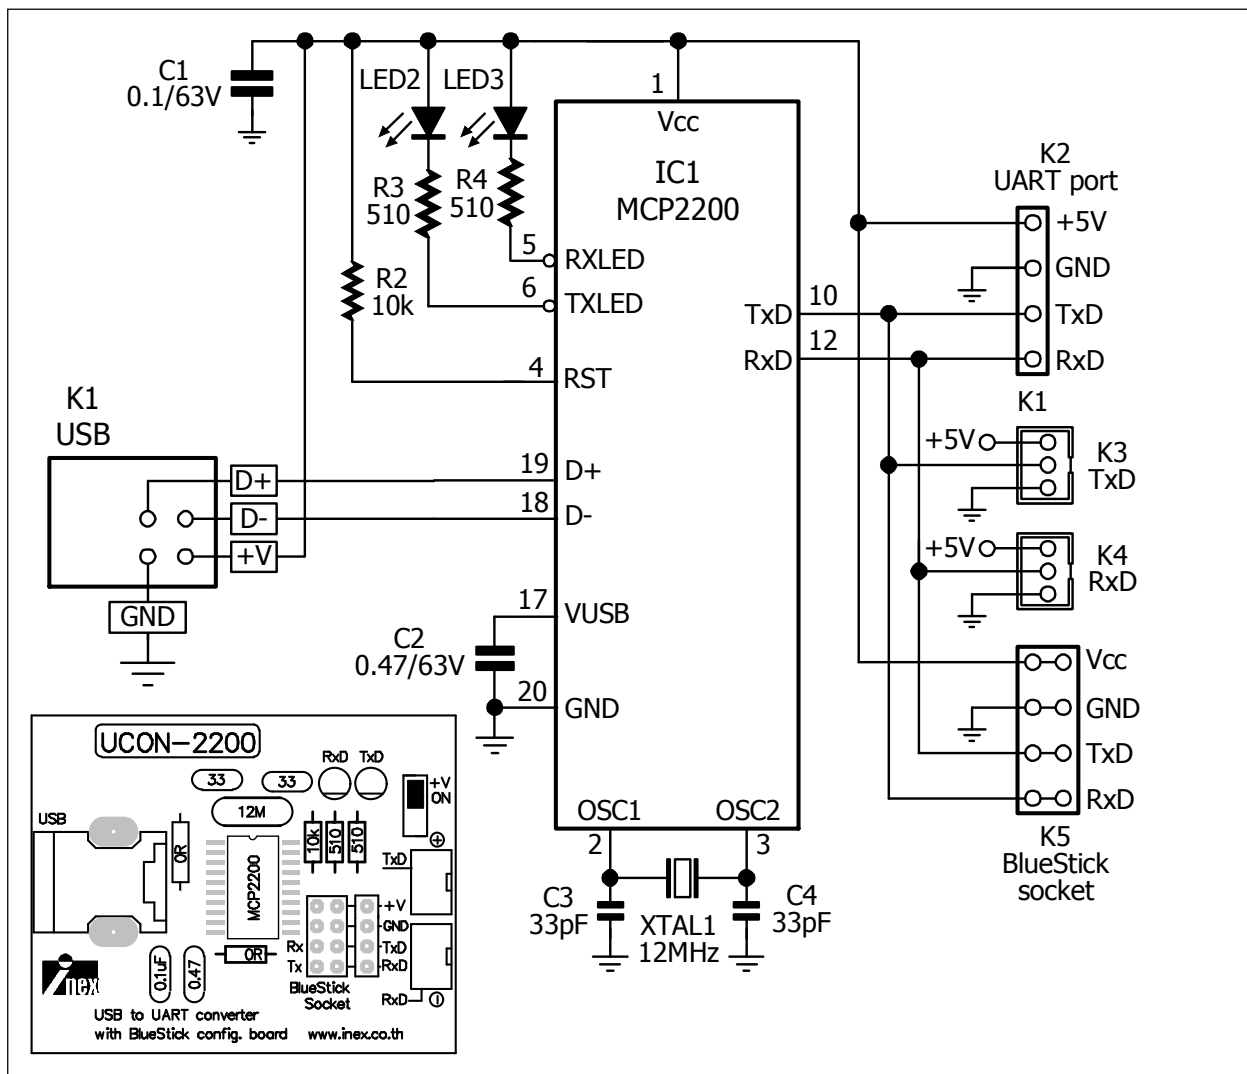 C1
0.1/63V
LED2
LED3
1
Vcc
IC1
MCP2200
R3
510
R4
510
R2
10k
5
RXLED
6
TXLED
4
RST
TxD
10
RxD
12
K2
UART port
+5V
GND
TxD
RxD
K1
+5V
K3
TxD
+5V
K4
RxD
Vcc
GND
TxD
RxD
K5
BlueStick
socket
K1
USB
D+
D-
+V
GND
19
D+
18
D-
17
VUSB
C2
0.47/63V
20
GND
OSC1
OSC2
2
3
C3
33pF
XTAL1
12MHz
C4
33pF
UCON-2200
RxD
TxD
33
33
+V
ON
12M
USB
0R
10k
510
510
MCP2200
TxD
+V
GND
Rx
TxD
Tx
RxD
0R
BlueStick
Socket
RxD
inex
0.1uF
0.47
USB to UART converter
with BlueStick config. board www.inex.co.th